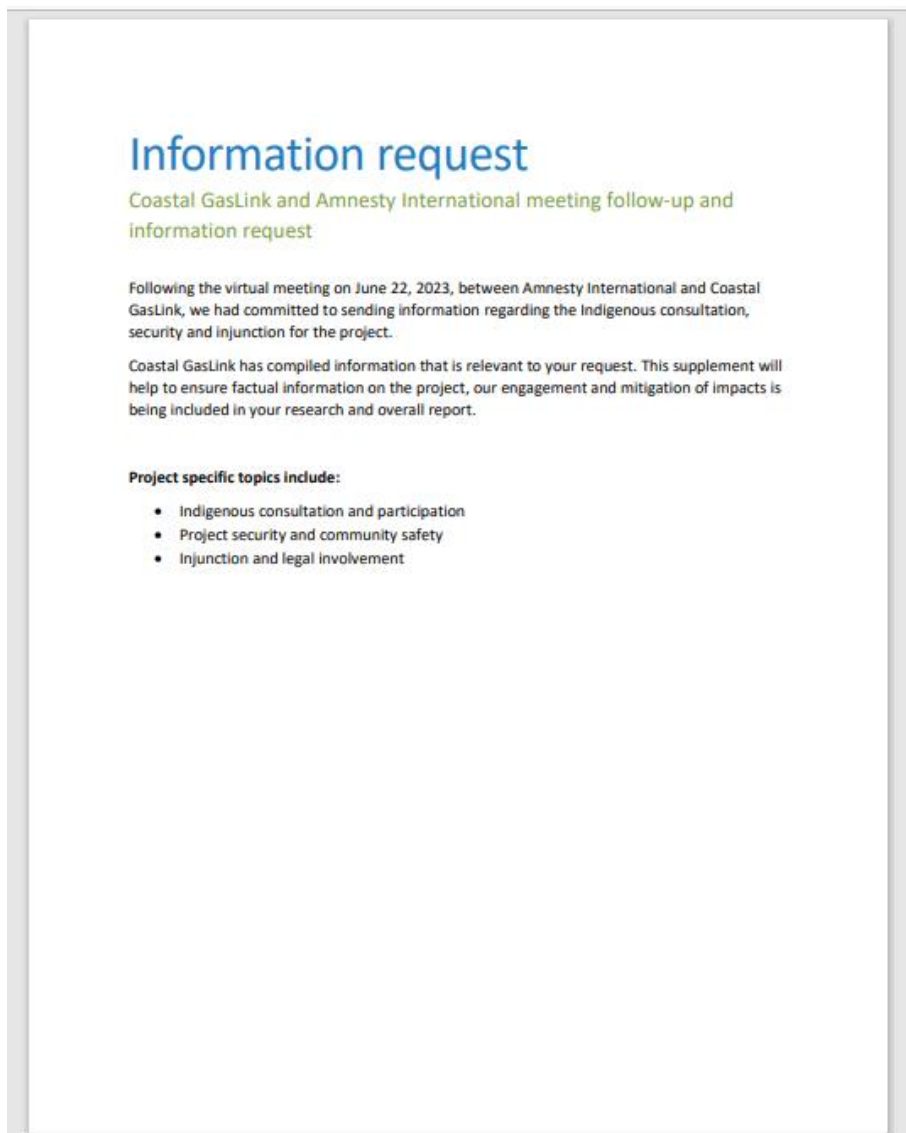 Information request
Coastal GasLink and Amnesty International meeting follow-up and
information request
Following the virtual meeting on June 22, 2023, between Amnesty International and Coastal
GasLink, we had committed to sending information regarding the Indigenous consultation,
security and injunction for the project.
Coastal GasLink has compiled information that is relevant to your request. This supplement will
help to ensure factual information on the project, our engagement and mitigation of impacts is
being included in your research and overall report.
Project specific topics include:
• Indigenous consultation and participation
• Project security and community safety
• Injunction and legal involvement